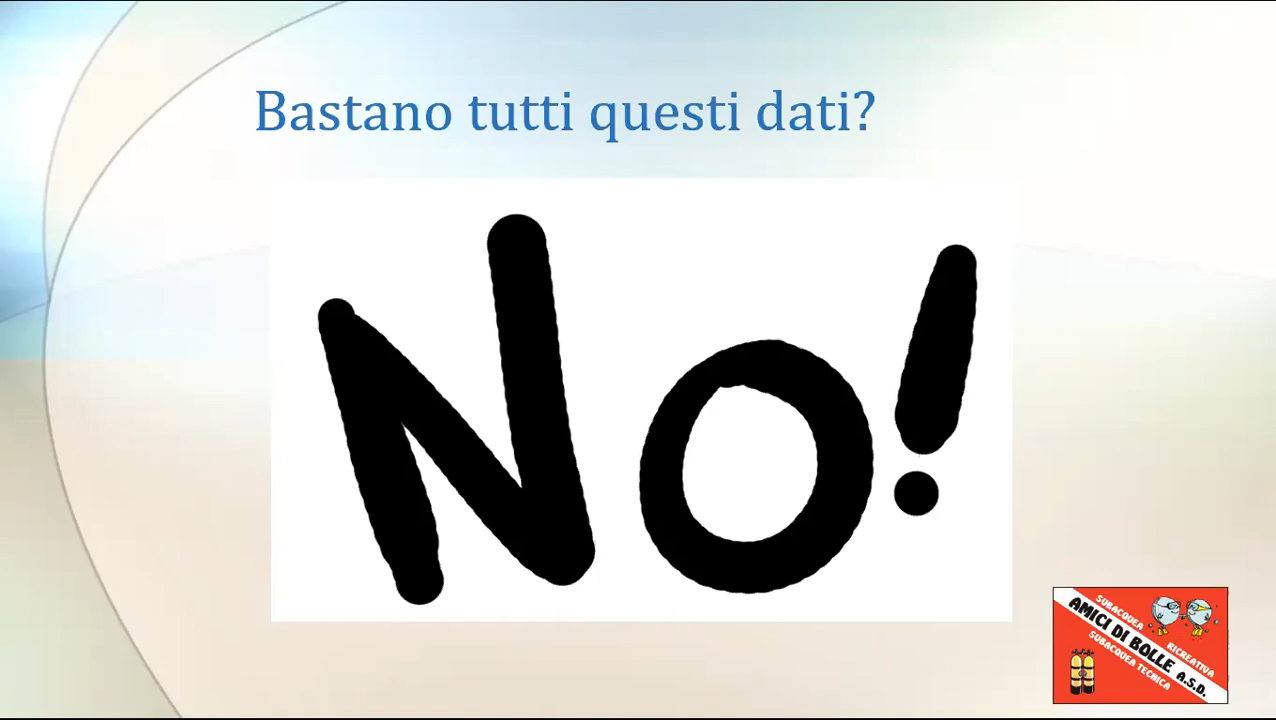 Bastano tutti questi dati?
No!
SUBACQUEA RICREATIVA
AMICI DI BOLLE A.S.D.
SUBACQUEA TECNICA